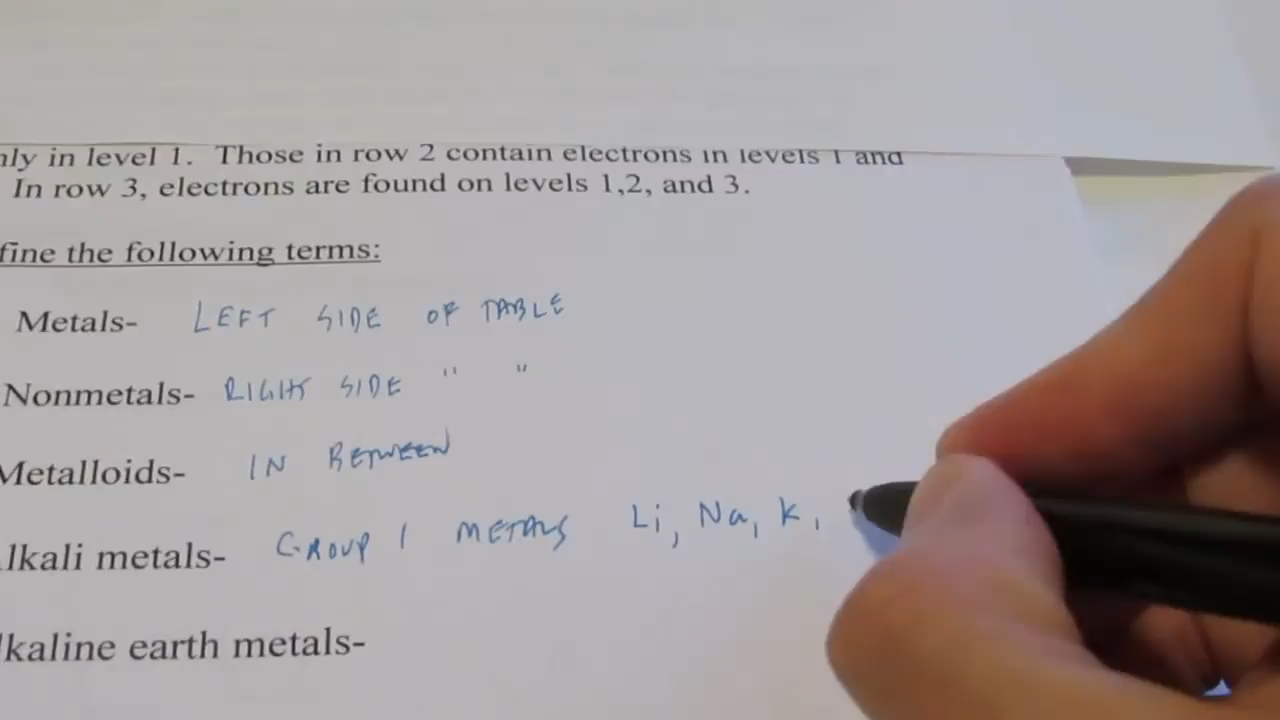 nly in level 1. Those in row 2 contain electrons in levels 1 and
In row 3, electrons are found on levels 1,2, and 3.
fine the following terms:
Metals- LEFT SIDE OF TABLE
Nonmetals- RIGHT SIDE " "
Metalloids- IN BETWEEN
lkali metals- GROUP 1 METALS Li, Na, K,
lkaline earth metals-